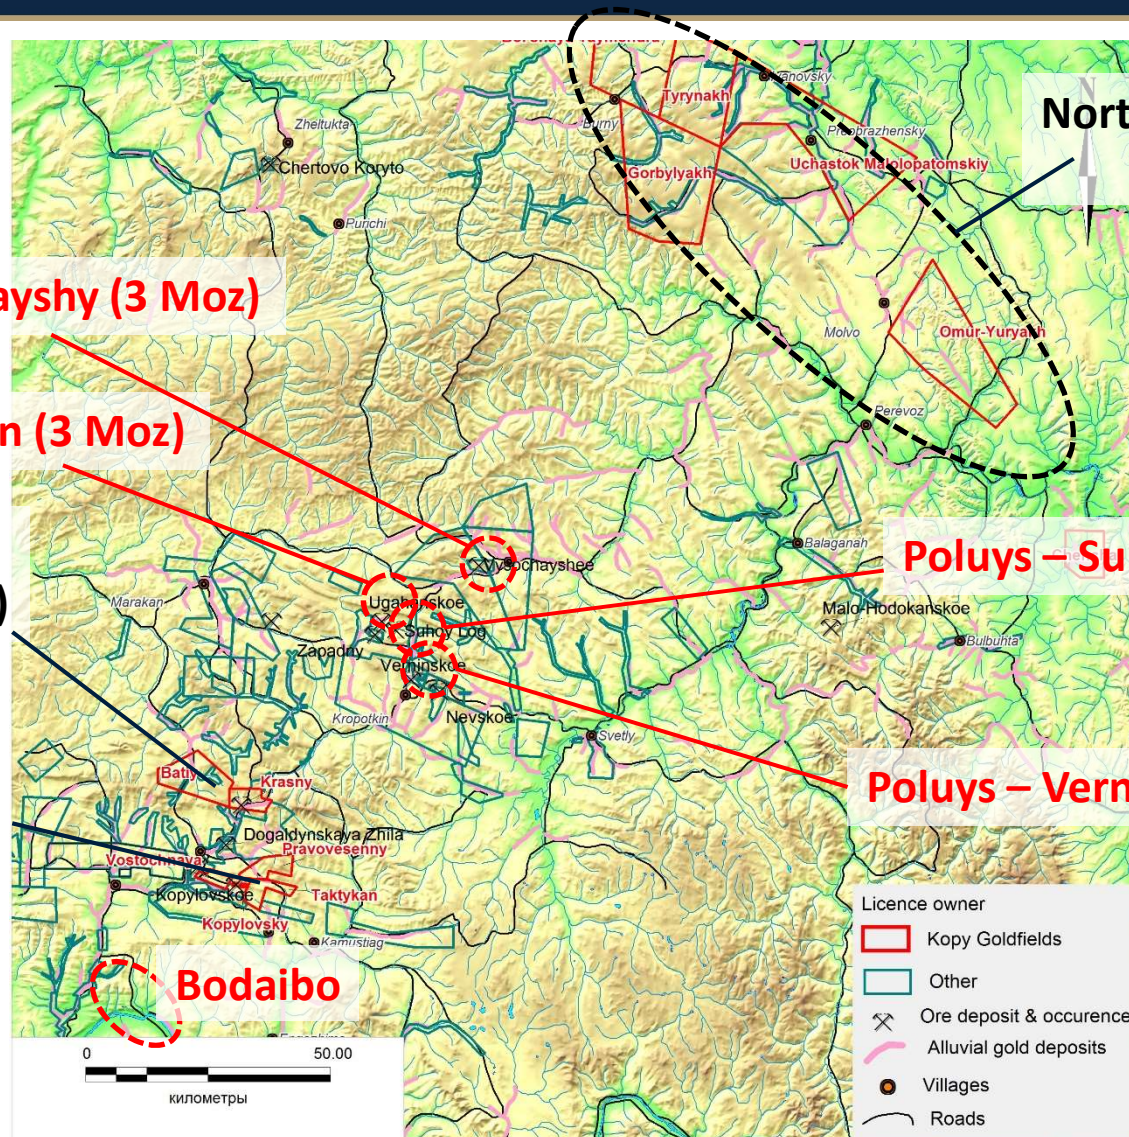 Tyrynakh
Ivanovsky
Nort
N
Burny
Zheltukta
Preobrazhensky
Chertovo Koryto
Gorbylyakh
Uchastok Malolopatomskiy
Purichi
ayshy (3 Moz)
Molvo
Omur-Yuryakh
Perevoz
n (3 Moz)
Balaganah
Vysochayshee
Poluys – Su
Marakan
Ugahanskoe
Malo-Hodokanskoe
)
Suhoy Log
Zapadny
Bulbuhta
Verninskoe
Kropotkin
Nevskoe
Svetly
Batiy
Krasny
Poluys – Vern
Dogaldynskaya Zhila
Pravovesenny
Vostochnaya
Kopylovskoe
Taktykan
Kopylovsky
Kamustiag
Bodaibo
Licence owner
Kopy Goldfields
Other
Ore deposit & occurence
Alluvial gold deposits
Villages
Roads
0
50.00
километры